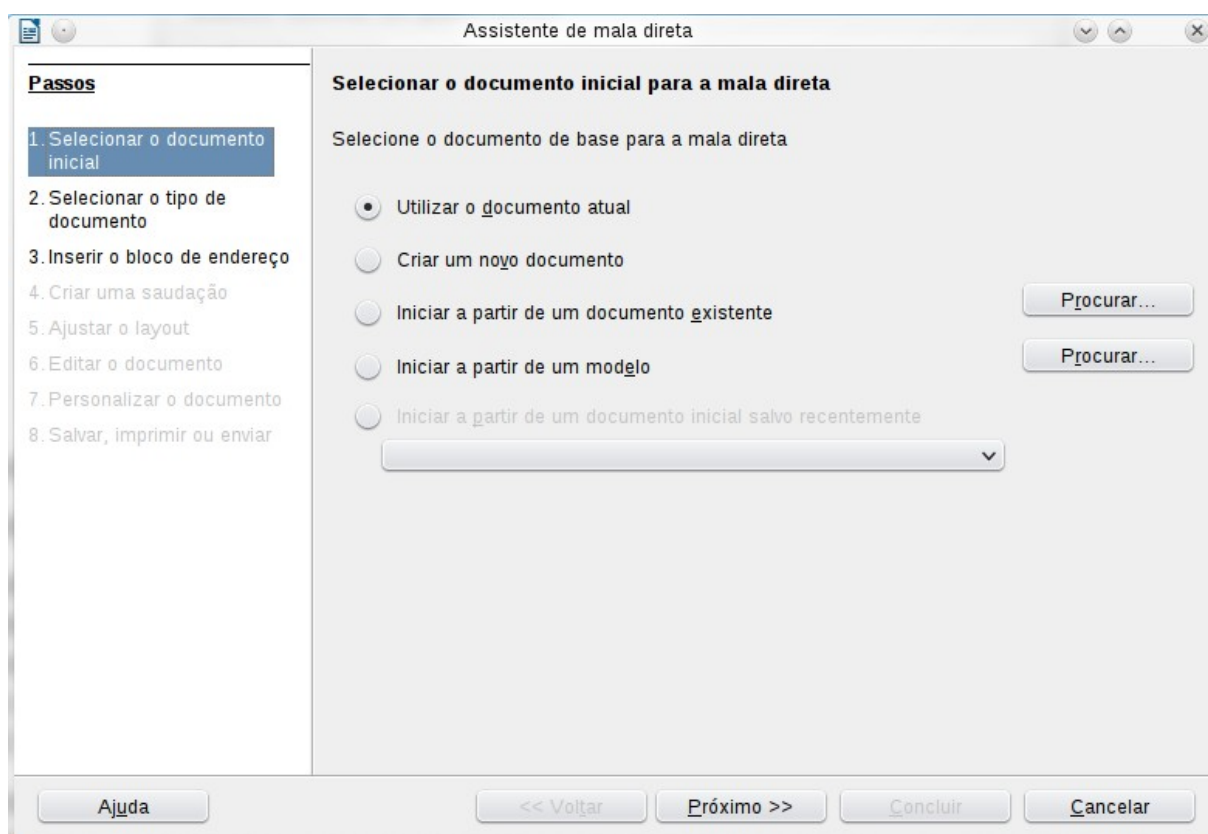 Assistente de mala direta
Passos
1. Selecionar o documento
inicial
2. Selecionar o tipo de
documento
3. Inserir o bloco de endereço
4. Criar uma saudação
5. Ajustar o layout
6. Editar o documento
7. Personalizar o documento
8. Salvar, imprimir ou enviar
Selecionar o documento inicial para a mala direta
Selecione o documento de base para a mala direta
Utilizar o documento atual
Criar um novo documento
Iniciar a partir de um documento existente
Procurar...
Iniciar a partir de um modelo
Procurar...
Iniciar a partir de um documento inicial salvo recentemente
Ajuda
<< Voltar
Próximo >>
Concluir
Cancelar